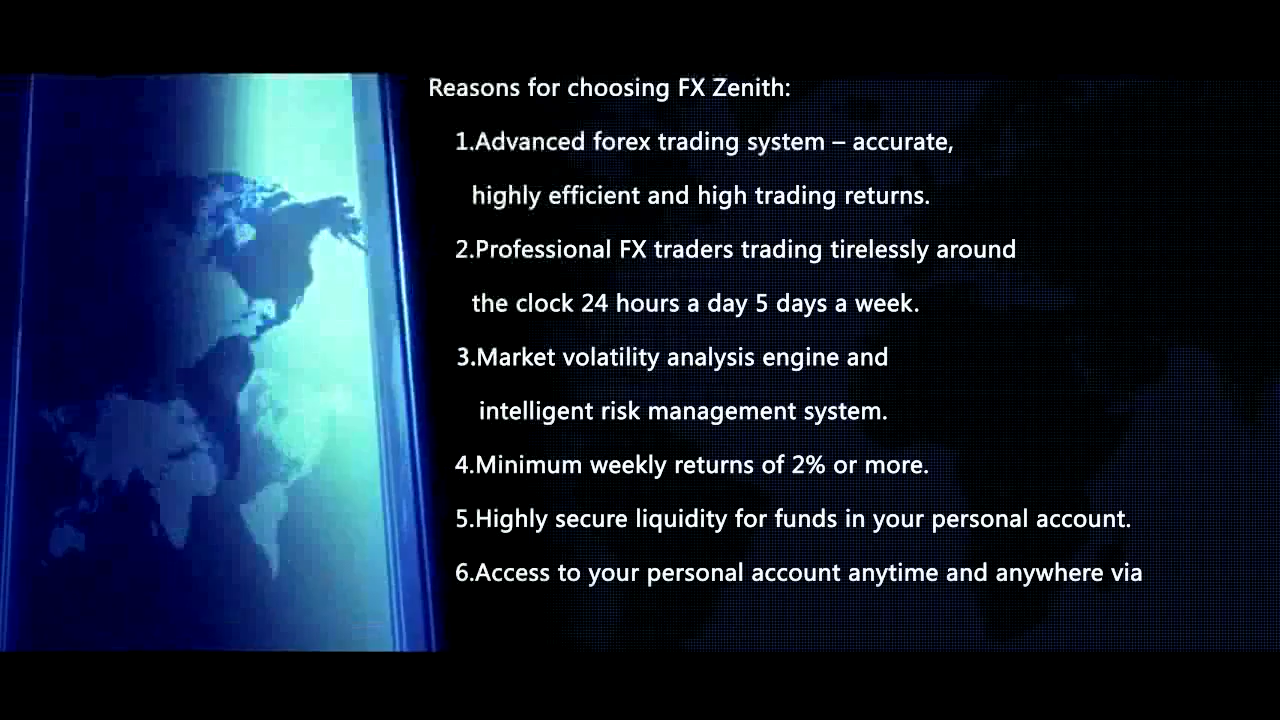 Reasons for choosing FX Zenith:
1.Advanced forex trading system – accurate,
highly efficient and high trading returns.
2.Professional FX traders trading tirelessly around
the clock 24 hours a day 5 days a week.
3.Market volatility analysis engine and
intelligent risk management system.
4.Minimum weekly returns of 2% or more.
5.Highly secure liquidity for funds in your personal account.
6.Access to your personal account anytime and anywhere via